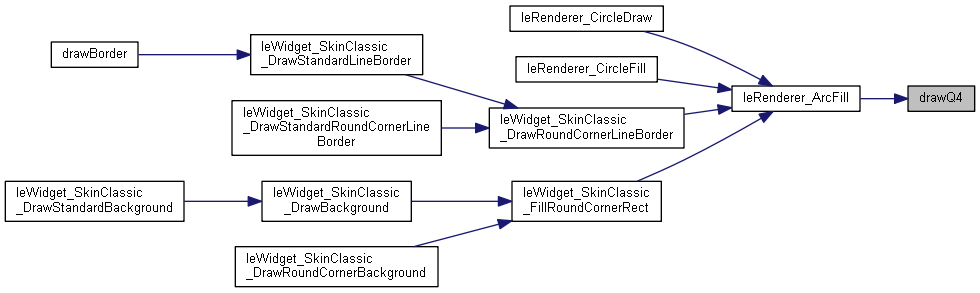 leRenderer_CircleDraw
drawBorder
leWidget_SkinClassic
_DrawStandardLineBorder
leRenderer_CircleFill
leRenderer_ArcFill
drawQ4
leWidget_SkinClassic
_DrawStandardRoundCornerLine
Border
leWidget_SkinClassic
_DrawRoundCornerLineBorder
leWidget_SkinClassic
_DrawStandardBackground
leWidget_SkinClassic
_DrawBackground
leWidget_SkinClassic
_FillRoundCornerRect
leWidget_SkinClassic
_DrawRoundCornerBackground